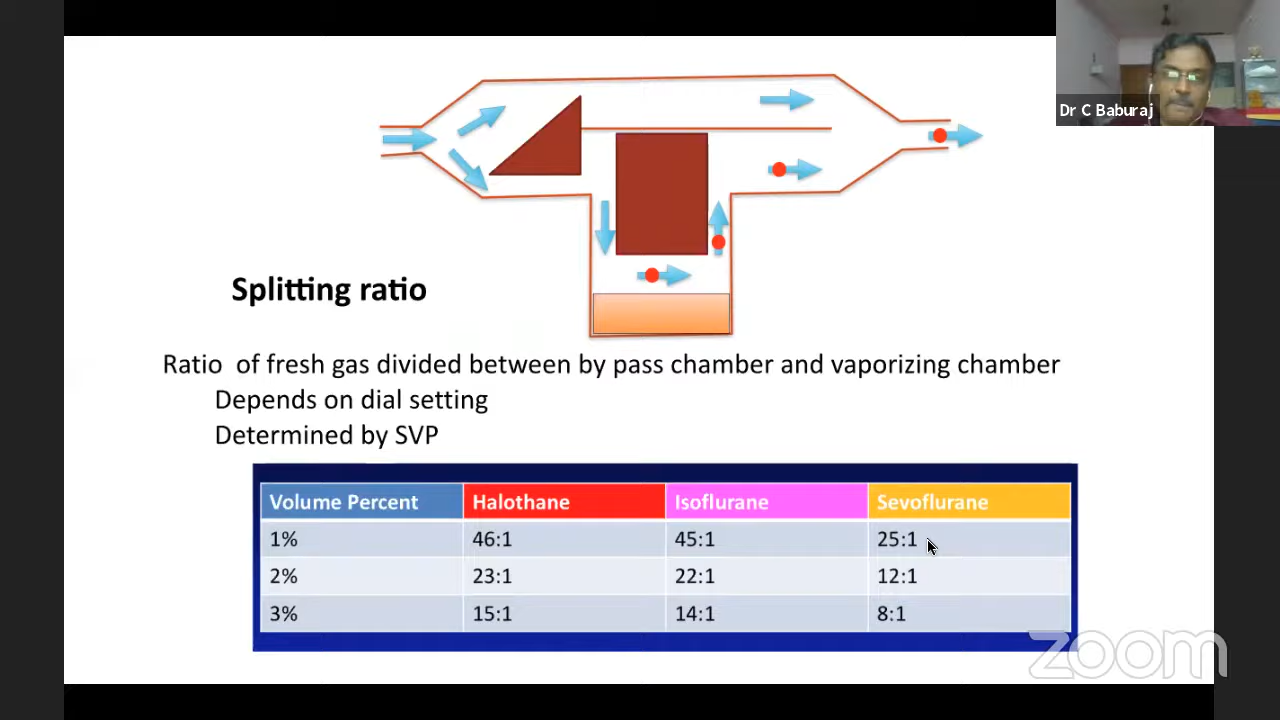 Dr C Baburaj
Splitting ratio
Ratio of fresh gas divided between by pass chamber and vaporizing chamber
Depends on dial setting
Determined by SVP
Volume Percent Halothane Isoflurane Sevoflurane
1% 46:1 45:1 25:1
2% 23:1 22:1 12:1
3% 15:1 14:1 8:1
zoom